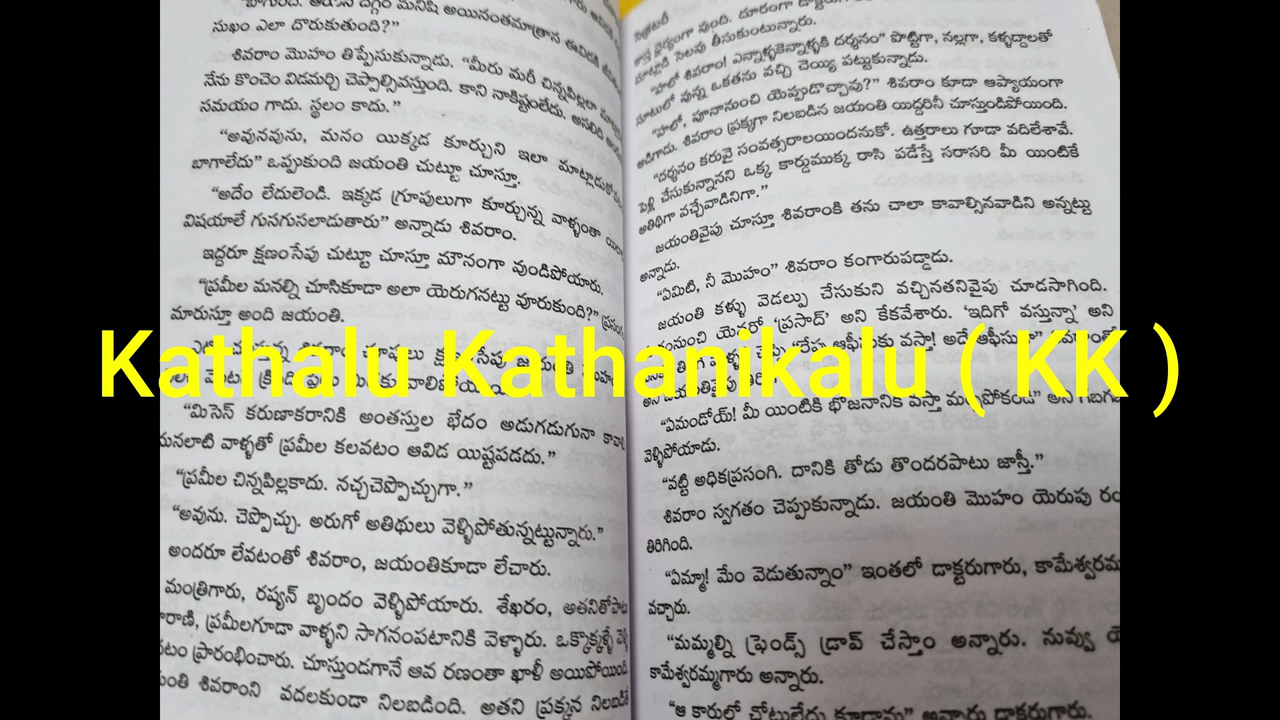 సుఖం ఎలా దొరుకుతుంది?”
శివరాం మొహం తిప్పేసుకున్నాడు. “మీరు మరీ చిన్నపిల్లలా
నేను కొంచెం విడమర్చి చెప్పాల్సివస్తుంది. కాని నాకిష్టంలేదు. అసలిది
సమయం గాదు. స్థలం కాదు.”
“అవునవును, మనం యిక్కడ కూర్చుని ఇలా
బాగాలేదు” ఒప్పుకుంది జయంతి చుట్టూ చూస్తూ.
“అదేం లేదులెండి. ఇక్కడ గ్రూపులుగా కూర్చున్న వాళ్ళంతా
విషయాలే గుసగుసలాడుతారు” అన్నాడు శివరాం.
ఇద్దరూ క్షణంసేపు చుట్టూ చూస్తూ మౌనంగా వుండిపోయారు.
“ప్రమీల మనల్ని చూసికూడా అలా యెరుగనట్టు వూరుకుంది?”
మారుస్తూ అంది జయంతి.
“మిసెస్ కరుణాకరానికి అంతస్తుల భేదం అడుగడుగునా
మనలాటి వాళ్ళతో ప్రమీల కలవటం ఆవిడ యిష్టపడదు.”
“ప్రమీల చిన్నపిల్లకాదు. నచ్చచెప్పొచ్చుగా.”
“అవును. చెప్పొచ్చు. అరుగో అతిథులు వెళ్ళిపోతున్నట్టున్నారు.”
అందరూ లేవటంతో శివరాం, జయంతికూడా లేచారు.
మంత్రిగారు, రష్యన్ బృందం వెళ్ళిపోయారు. శేఖరం,
ప్రమీలగూడా వాళ్ళని సాగనంపటానికి వెళ్ళారు. ఒక్కొక్కళ్ళే
ప్రారంభించారు. చూస్తుండగానే ఆవ రణంతా ఖాళీ అయిపోయింది
శివరాంని వదలకుండా నిలబడింది. అతని ప్రక్కన
వుంది. దూరంగా
సెలవు తీసుకుంటున్నారు.
“హలో శివరాం! ఎన్నాళ్ళకెన్నాళ్ళకి దర్శనం” పొట్టిగా, నల్లగా, కళ్ళద్దాలతో
సూటులో వున్న ఒకతను వచ్చి చెయ్యి పట్టుకున్నాడు.
“హలో, పూనానుంచి యెప్పుడొచ్చావు?” శివరాం కూడా ఆప్యాయంగా
అడిగాడు. శివరాం ప్రక్కగా నిలబడిన జయంతి యిద్దరినీ చూస్తుండిపోయింది.
“దర్శనం కరువై సంవత్సరాలయిందనుకో. ఉత్తరాలు గూడా వదిలేశావే.
పెళ్లి చేసుకున్నానని ఒక్క కార్డుముక్క రాసి పడేస్తే సరాసరి మీ యింటికే
అతిథిగా వచ్చేవాడినిగా.”
జయంతివైపు చూస్తూ శివరాంకి తను చాలా కావాల్సినవాడిని అన్నట్టు
అన్నాడు.
“ఏమిటి, నీ మొహం” శివరాం కంగారుపడ్డాడు.
జయంతి కళ్ళు వెడల్పు చేసుకుని వచ్చినతనివైపు చూడసాగింది.
యెవరో ‘ప్రసాద్’ అని కేకవేశారు. ‘ఇదిగో వస్తున్నా’ అని
Kathalu Kathanikalu ( KK )
“ఏమండోయ్! మీ యింటికి భోజనానికి వస్తా
వెళ్ళిపోయాడు.
“వట్టి అధికప్రసంగి. దానికి తోడు తొందరపాటు జాస్తీ.”
శివరాం స్వగతం చెప్పుకున్నాడు. జయంతి మొహం యెరుపు
తిరిగింది.
“ఏమ్మా! మేం వెడుతున్నాం” ఇంతలో డాక్టరుగారు,
వచ్చారు.
“మమ్మల్ని ఫ్రెండ్స్ డ్రావ్ చేస్తాం అన్నారు. నువ్వు
కామేశ్వరమ్మగారు అన్నారు.
“ఆ కారులో చోటులేదు కూడాను” అన్నారు డాక్టరుగారు.